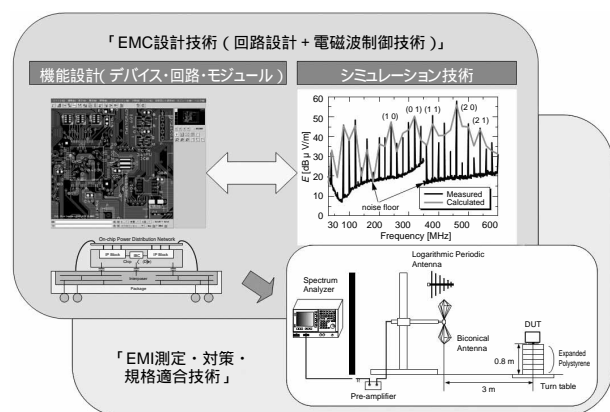 「EMC設計技術(回路設計+電磁波制御技術)」
機能設計(デバイス・回路・モジュール)
シミュレーション技術
60
50
40
30
20
10
0
E [dBμ V/m]
(1 0)
(0 1)
(1 1)
(2 0)
(2 1)
noise floor
Measured
Calculated
30 100
200
300
400
500
600
Frequency [MHz]
On-chip Power Distribution Network
IP Block
IP Block
Chip
Interposer
Package
Logarithmic Periodic
Antenna
Spectrum
Analyzer
Biconical
Antenna
DUT
0.8 m
Expanded
Polystyrene
3 m
Turn table
Pre-amplifier
「EMI測定・対策・
規格適合技術」